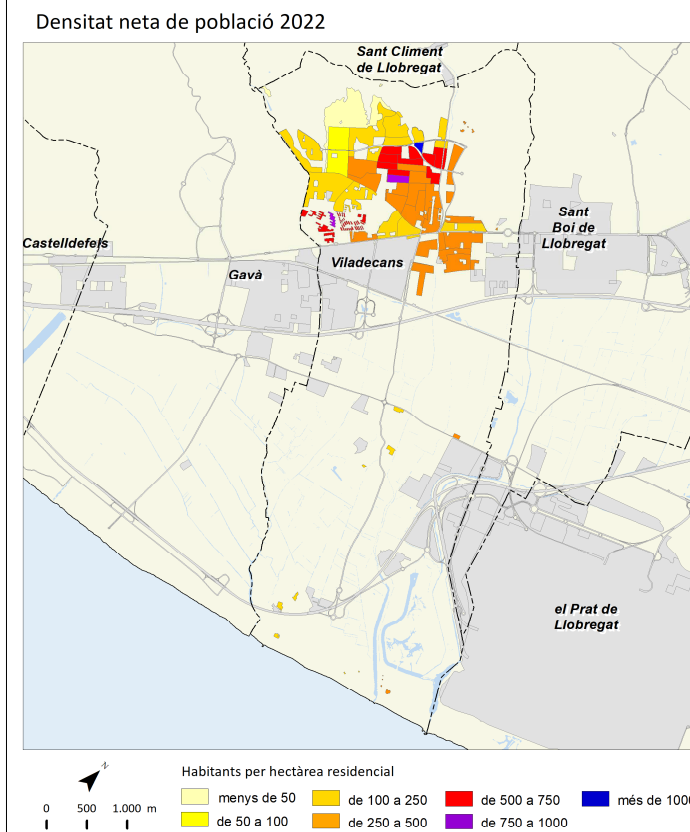 Densitat neta de població 2022
Sant Climent
de Llobregat
Sant
Boi de
Llobregat
Castelldefels
Gavà
Viladecans
el Prat de
Llobregat
N
Habitants per hectàrea residencial
0 500 1.000 m
menys de 50
de 50 a 100
de 100 a 250
de 250 a 500
de 500 a 750
de 750 a 1000
més de 1000